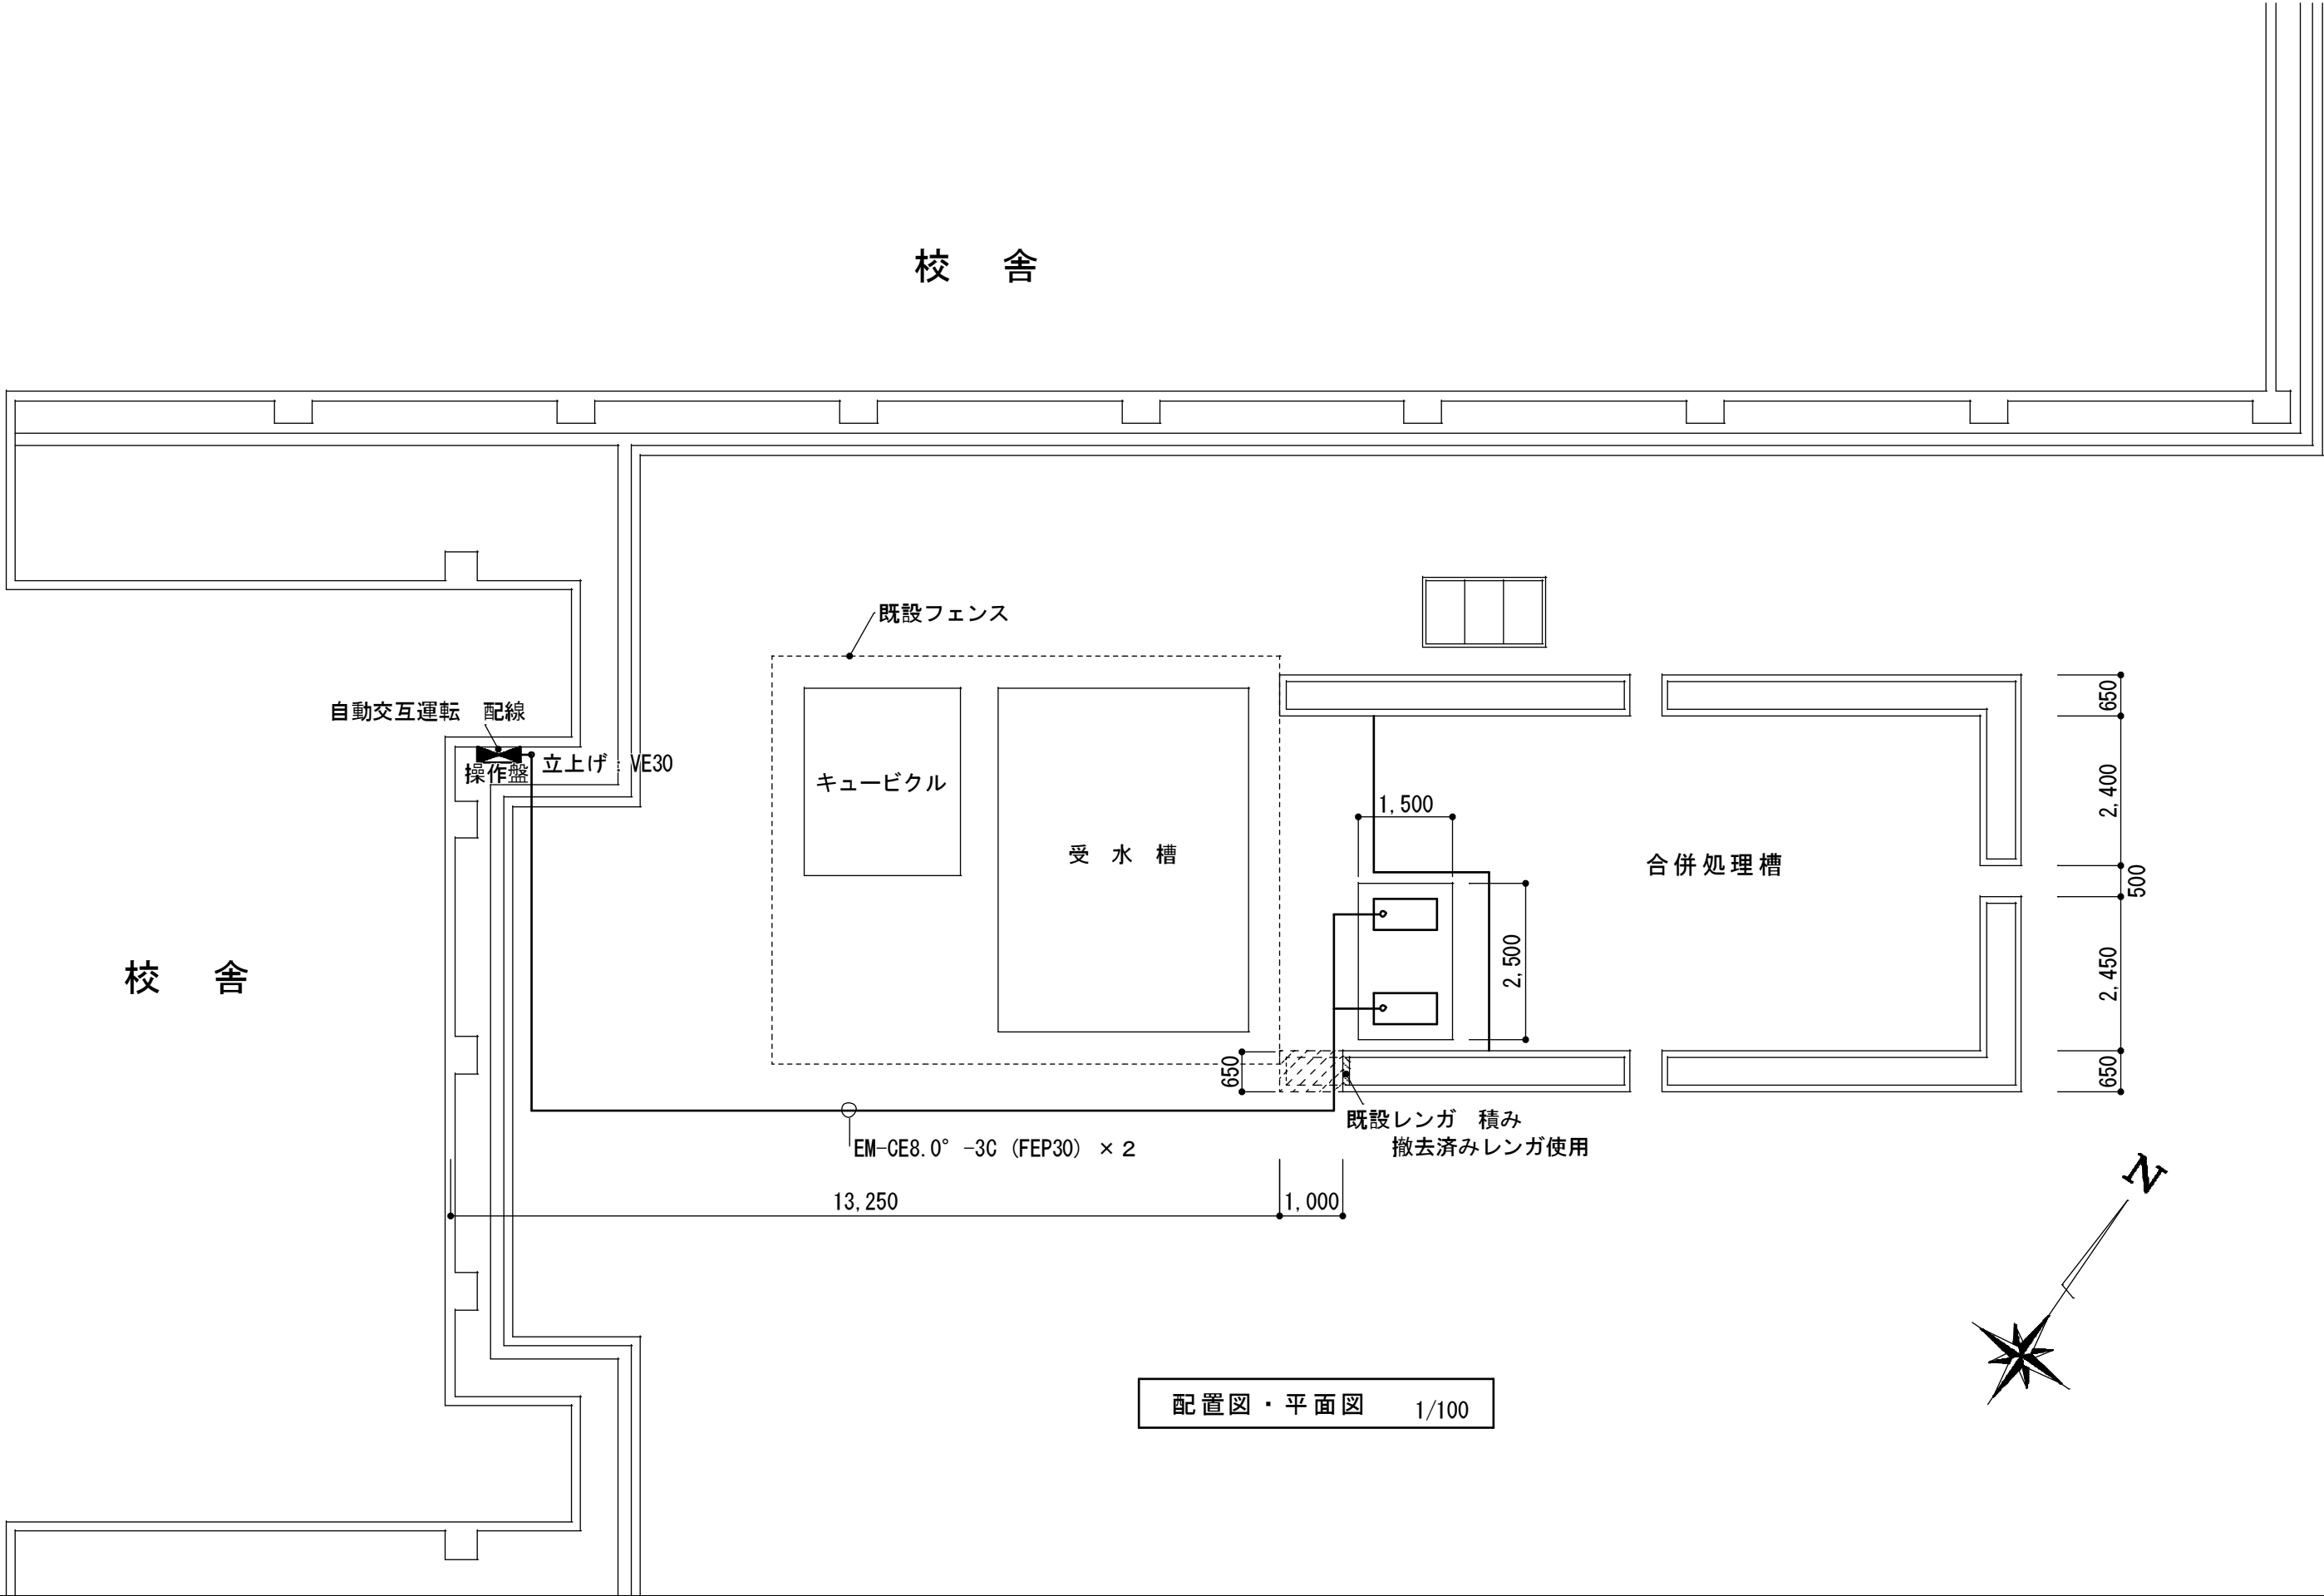 校　舎
既設フェンス
650
自動交互運転　配線
立上げ：VE30
操作盤
キュービクル
2,400
1,500
受　水　槽
合併処理槽
500
2,500
2,450
校　舎
650
650
既設レンガ　積み
撤去済みレンガ使用
EM-CE8.0°-3C (FEP30) × 2
N
13,250
1,000
配置図・平面図　1/100